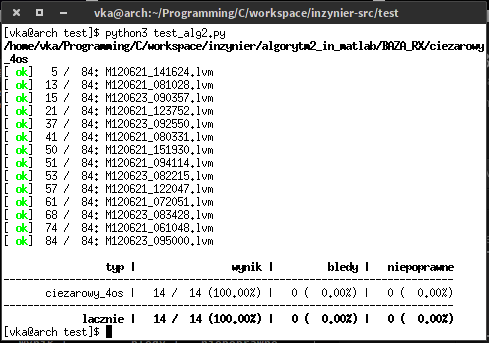 vka@arch:~/Programming/C/workspace/inzynier-src/test
[vka@arch test]$ python3 test_alg2.py
/home/vka/Programming/C/workspace/inzynier/algorytm2_in_matlab/BAZA_RX/ciezarowy
_4os
[ ok]   5 /  84: M120621_141624.lvm
[ ok]  13 /  84: M120621_081028.lvm
[ ok]  15 /  84: M120623_090357.lvm
[ ok]  21 /  84: M120621_123752.lvm
[ ok]  37 /  84: M120623_092550.lvm
[ ok]  41 /  84: M120621_080331.lvm
[ ok]  50 /  84: M120621_151930.lvm
[ ok]  51 /  84: M120621_094114.lvm
[ ok]  53 /  84: M120623_082215.lvm
[ ok]  57 /  84: M120621_122047.lvm
[ ok]  61 /  84: M120621_072051.lvm
[ ok]  68 /  84: M120623_083428.lvm
[ ok]  74 /  84: M120621_061048.lvm
[ ok]  84 /  84: M120623_095000.lvm
typ | wynik | bledy | niepoprawne
ciezarowy_4os | 14 /  14 (100.00%) | 0 (  0.00%) | 0 (  0.00%)
lacznie | 14 /  14 (100.00%) | 0 (  0.00%) | 0 (  0.00%)
[vka@arch test]$